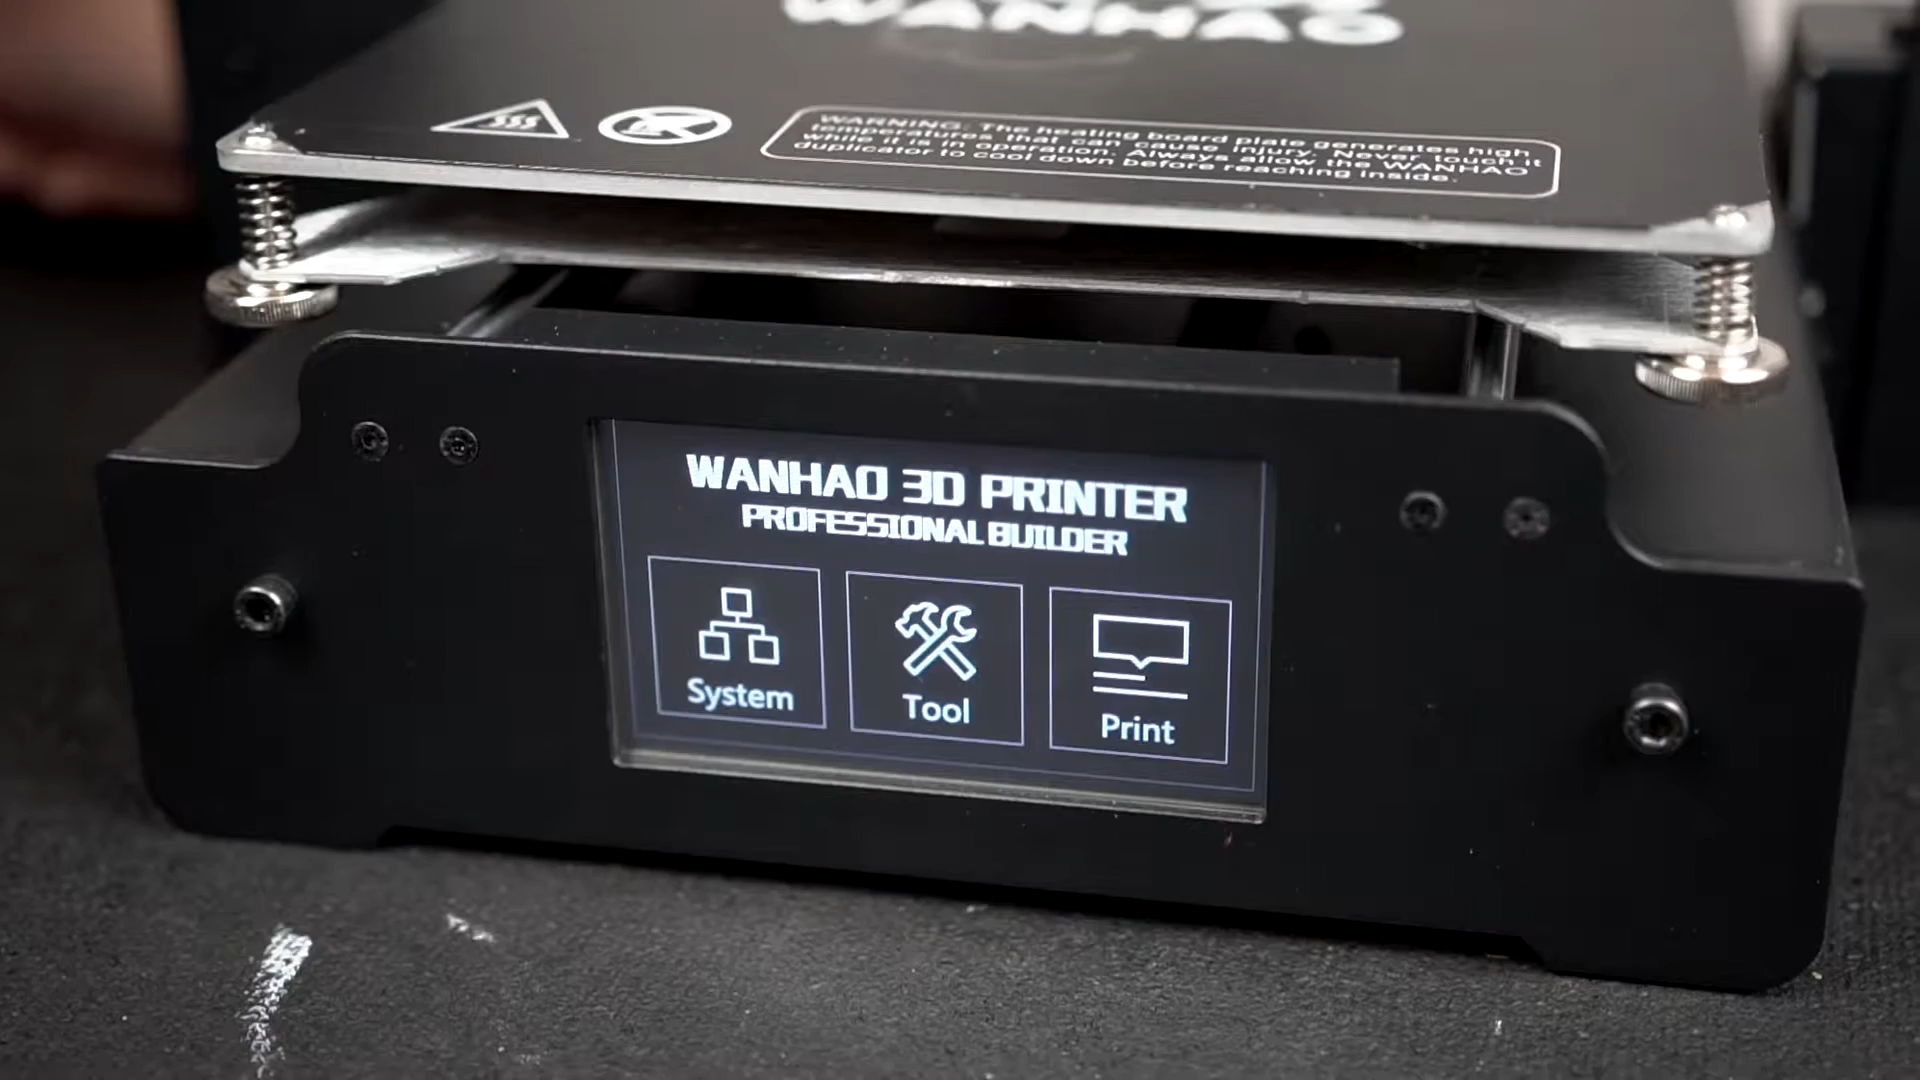 WANHAO
WARNING: The heating board plate generates high
temperatures that can cause injury. Never touch it
while it is in operation. Always allow the WANHAO
duplicator to cool down before reaching inside.
WANHAO 3D PRINTER
PROFESSIONAL BUILDER
System
Tool
Print